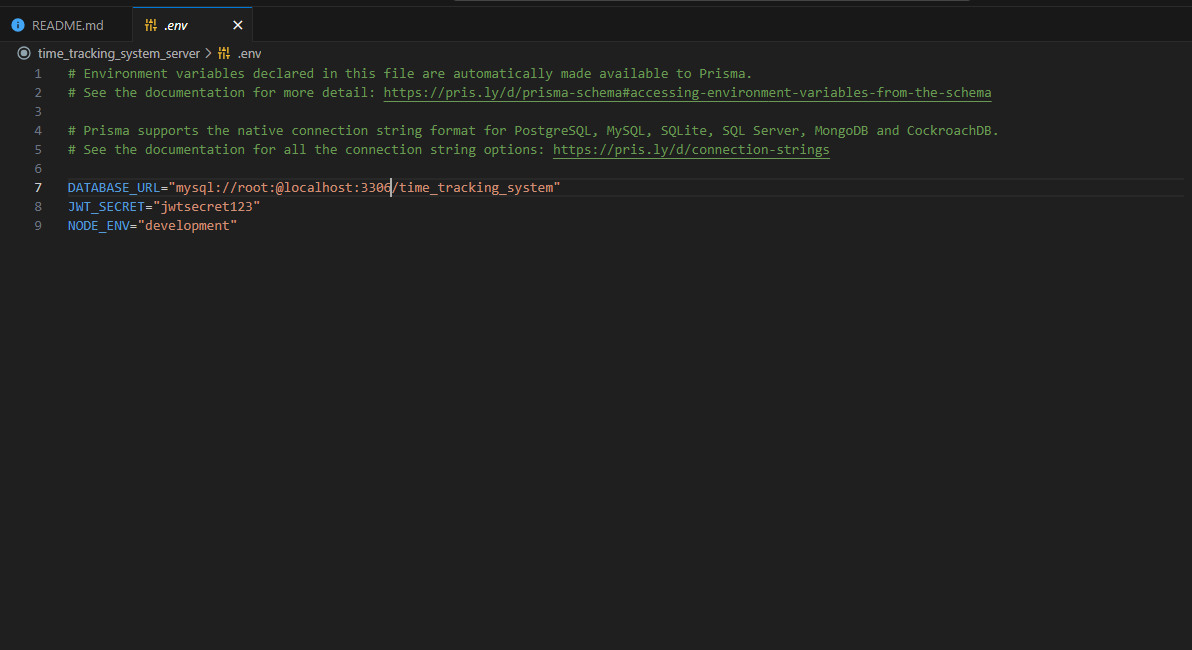 README.md .env
time_tracking_system_server > .env
1 # Environment variables declared in this file are automatically made available to Prisma.
2 # See the documentation for more detail: https://pris.ly/d/prisma-schema#accessing-environment-variables-from-the-schema
3
4 # Prisma supports the native connection string format for PostgreSQL, MySQL, SQLite, SQL Server, MongoDB and CockroachDB.
5 # See the documentation for all the connection string options: https://pris.ly/d/connection-strings
6
7 DATABASE_URL="mysql://root:@localhost:3306/time_tracking_system"
8 JWT_SECRET="jwtsecret123"
9 NODE_ENV="development"